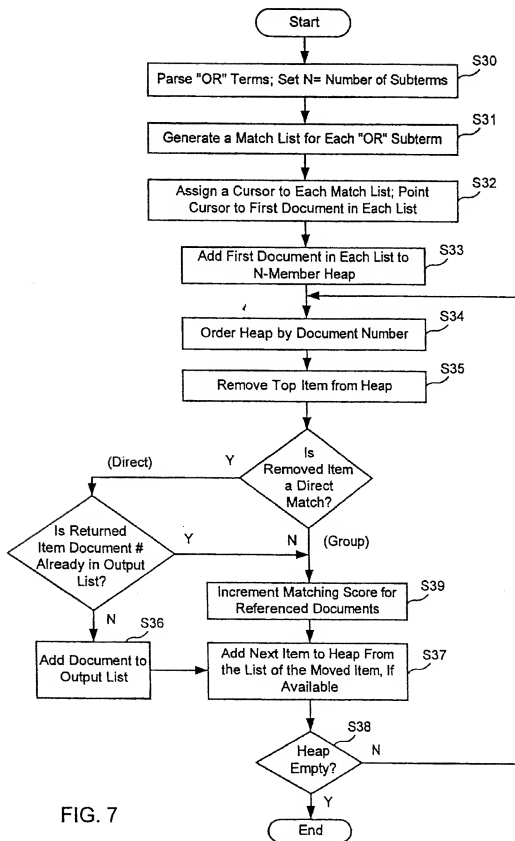 Start
S30
Parse "OR" Terms; Set N= Number of Subterms
S31
Generate a Match List for Each "OR" Subterm
S32
Assign a Cursor to Each Match List; Point
Cursor to First Document in Each List
S33
Add First Document in Each List to
N-Member Heap
S34
Order Heap by Document Number
S35
Remove Top Item from Heap
(Direct)
Y
Is
Removed Item
a Direct
Match?
Is Returned
Item Document #
Already in Output
List?
Y
N
(Group)
N
S39
Increment Matching Score for
Referenced Documents
S36
Add Document to
Output List
S37
Add Next Item to Heap From
the List of the Moved Item, If
Available
S38
Heap
Empty?
N
Y
FIG. 7
End